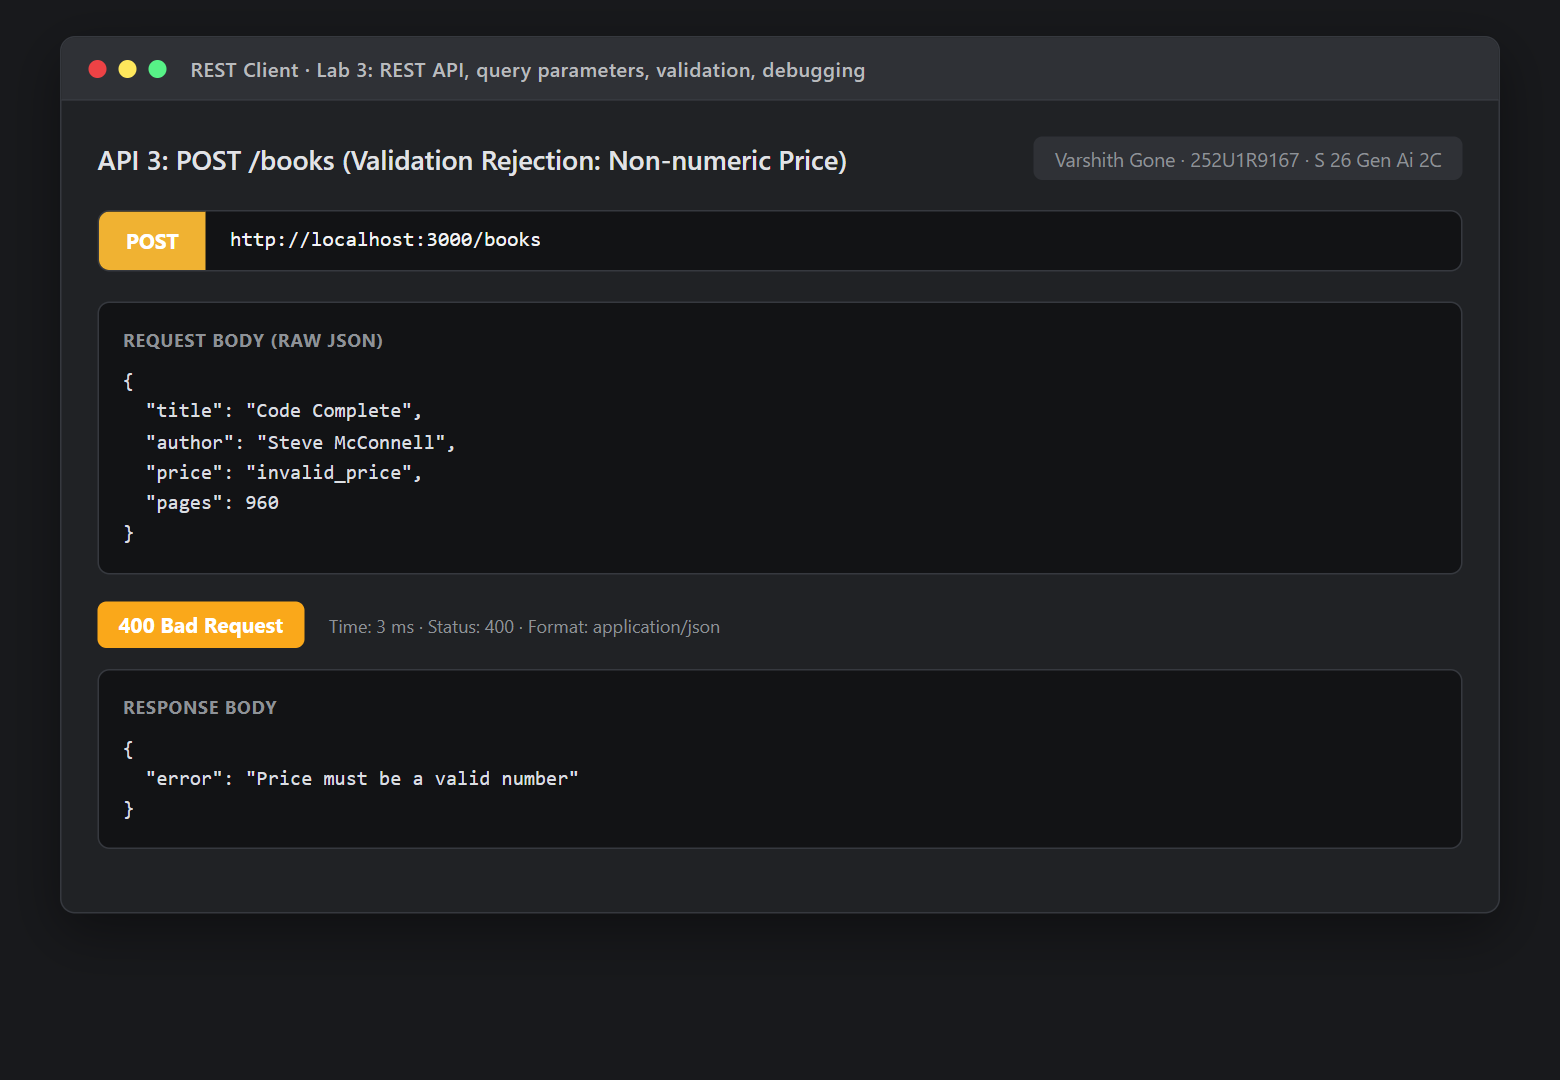 REST Client · Lab 3: REST API, query parameters, validation, debugging
API 3: POST /books (Validation Rejection: Non-numeric Price)
Varshith Gone · 252U1R9167 · S 26 Gen Ai 2C
POST http://localhost:3000/books
REQUEST BODY (RAW JSON)
{
  "title": "Code Complete",
  "author": "Steve McConnell",
  "price": "invalid_price",
  "pages": 960
}
400 Bad Request
Time: 3 ms · Status: 400 · Format: application/json
RESPONSE BODY
{
  "error": "Price must be a valid number"
}